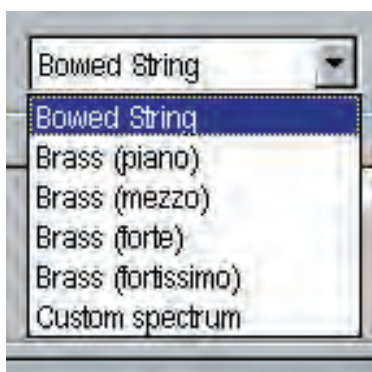 Bowed String
Bowed String
Brass (piano)
Brass (mezzo)
Brass (forte)
Brass (fortissimo)
Custom spectrum